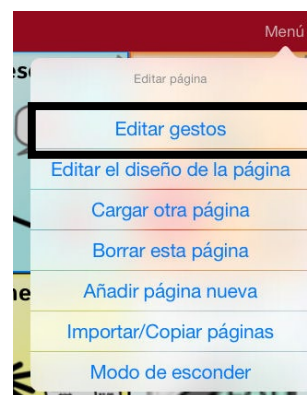 Menú
Editar página
Editar gestos
Editar el diseño de la página
Cargar otra página
Borrar esta página
Añadir página nueva
Importar/Copiar páginas
Modo de esconder